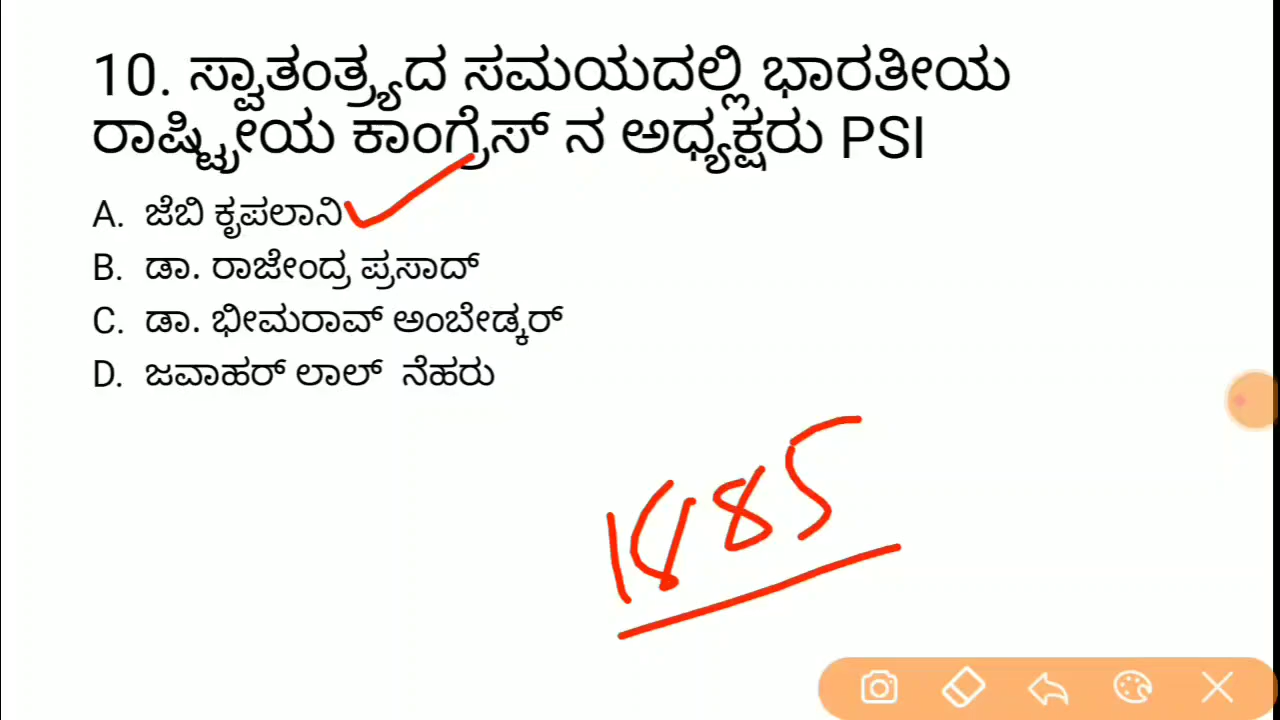 10. ಸ್ವಾತಂತ್ರ್ಯದ ಸಮಯದಲ್ಲಿ ಭಾರತೀಯ
ರಾಷ್ಟ್ರೀಯ ಕಾಂಗ್ರೆಸ್ ನ ಅಧ್ಯಕ್ಷರು PSI
A. ಜೆಬಿ ಕೃಪಲಾನಿ
B. ಡಾ. ರಾಜೇಂದ್ರ ಪ್ರಸಾದ್
C. ಡಾ. ಭೀಮರಾವ್ ಅಂಬೇಡ್ಕರ್
D. ಜವಾಹರ್ ಲಾಲ್ ನೆಹರು
1885